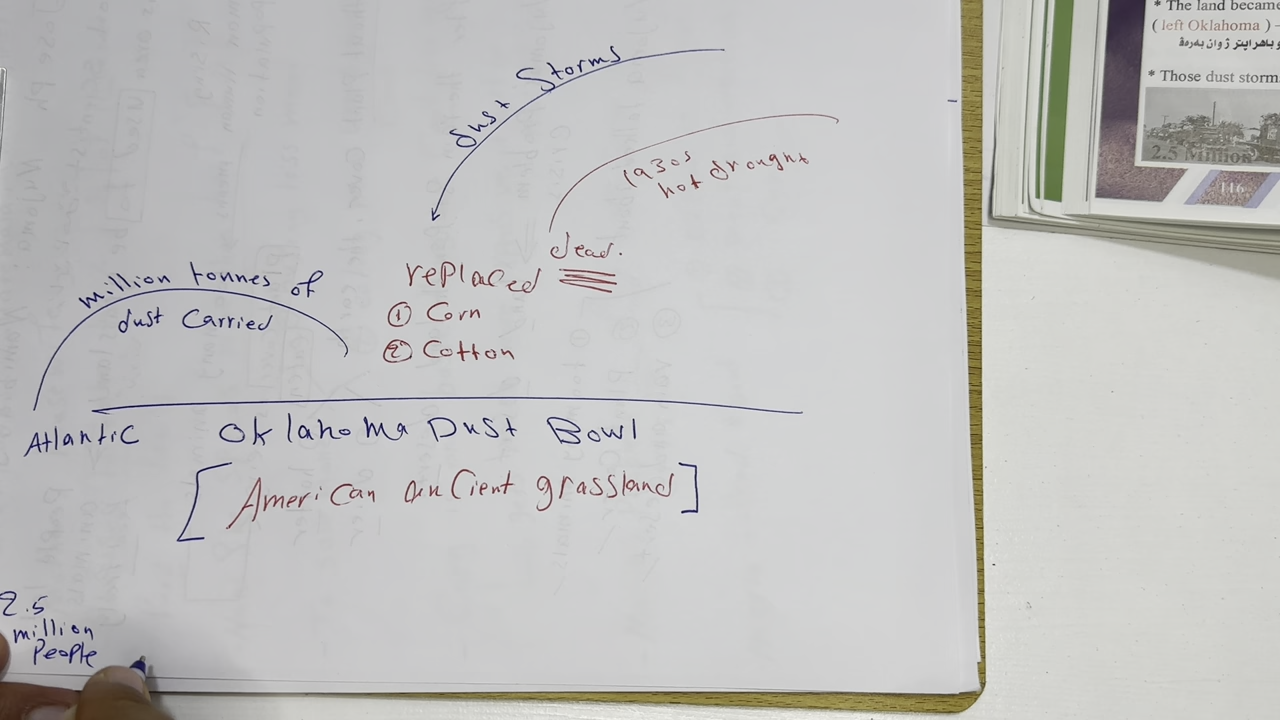 dust Storms
1930s
hot drought
dead.
replaced
① Corn
② Cotton
million tonnes of
dust Carried
Atlantic
Oklahoma Dust Bowl
[American ancient grassland]
2.5
million
People
* The land became
( left Oklahoma ) –
* Those dust storm
2.5 Million
116